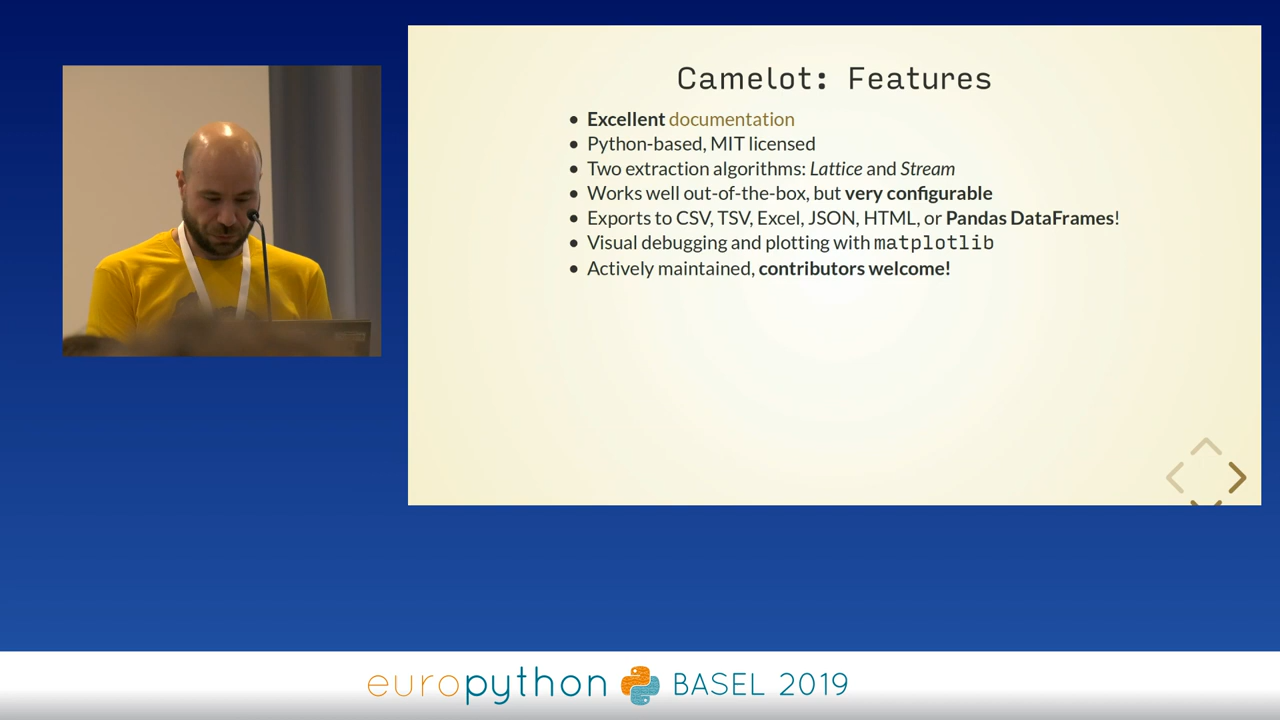 Camelot: Features
Excellent documentation
Python-based, MIT licensed
Two extraction algorithms: Lattice and Stream
Works well out-of-the-box, but very configurable
Exports to CSV, TSV, Excel, JSON, HTML, or Pandas DataFrames!
Visual debugging and plotting with matplotlib
Actively maintained, contributors welcome!
europython BASEL 2019